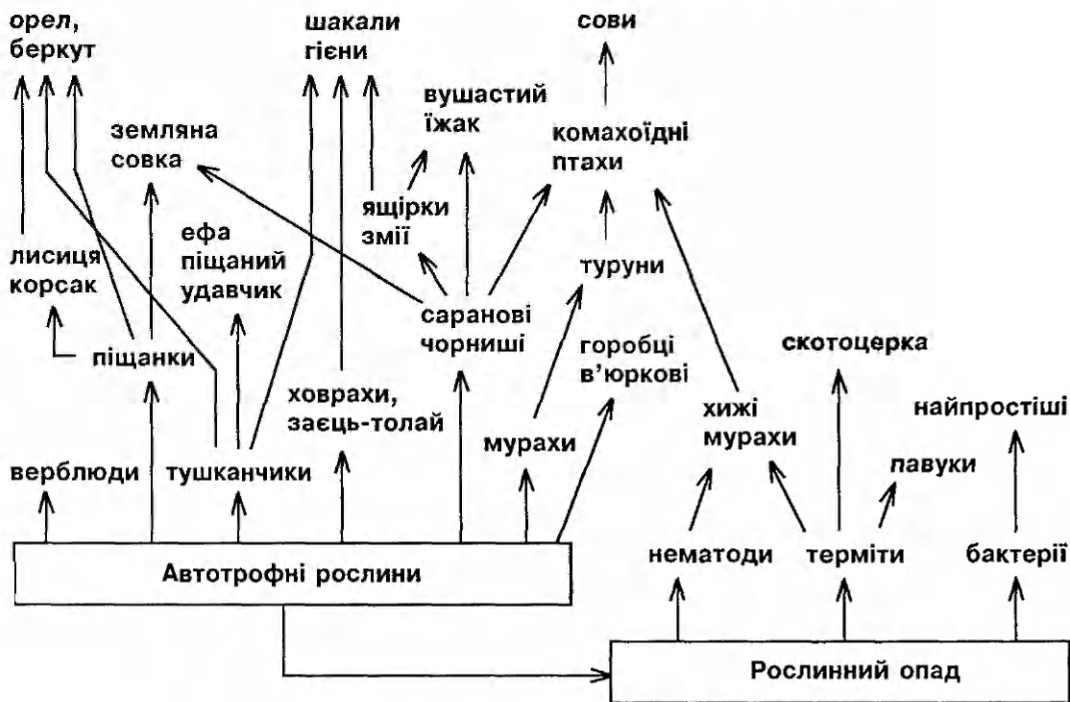 орел,
беркут
шакали
гієни
сови
вушастий
їжак
земляна
совка
комахоїдні
птахи
ящірки
змії
ефа
піщаний
удавчик
лисиця
корсак
туруни
саранові
чорниші
горобці
в'юркові
скотоцерка
піщанки
ховрахи,
заєць-толай
хижі
мурахи
найпростіші
мурахи
павуки
верблюди
тушканчики
нематоди
терміти
бактерії
Автотрофні рослини
Рослинний опад